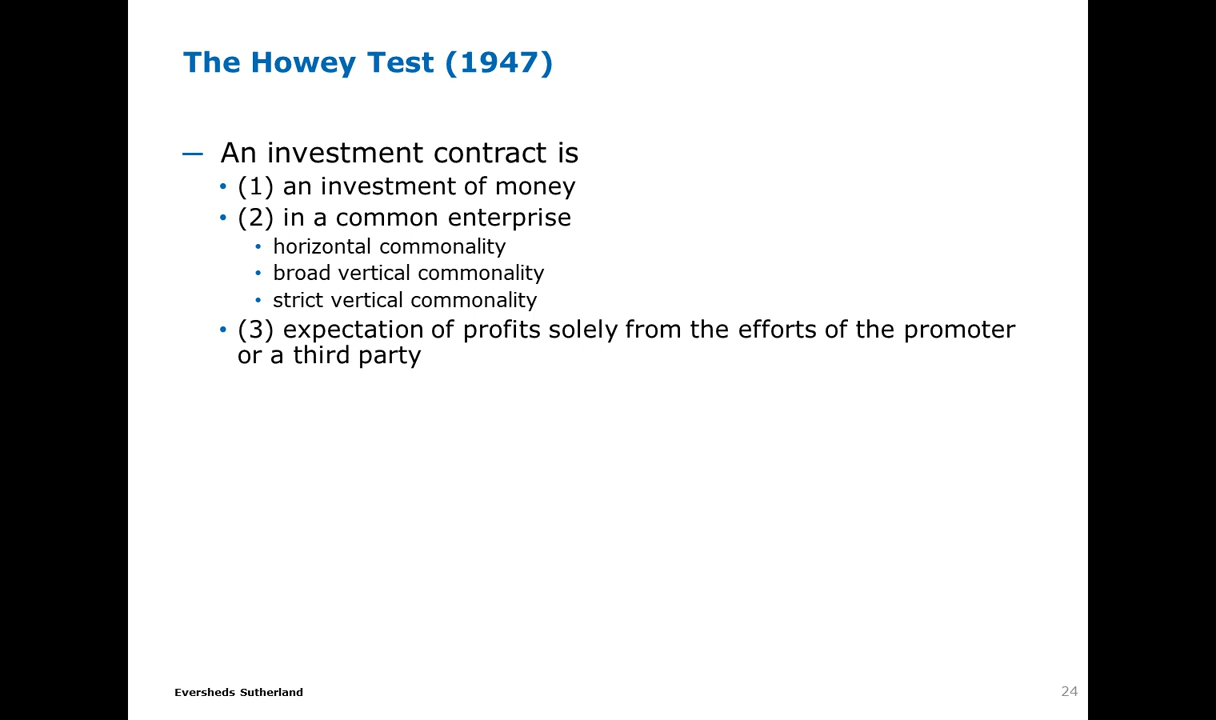 The Howey Test (1947)
— An investment contract is
• (1) an investment of money
• (2) in a common enterprise
• horizontal commonality
• broad vertical commonality
• strict vertical commonality
• (3) expectation of profits solely from the efforts of the promoter
or a third party
Eversheds Sutherland
24